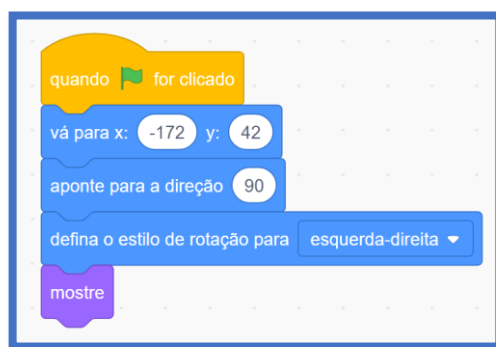 quando for clicado
vá para x: -172 y: 42
aponte para a direção 90
defina o estilo de rotação para esquerda-direita
mostre